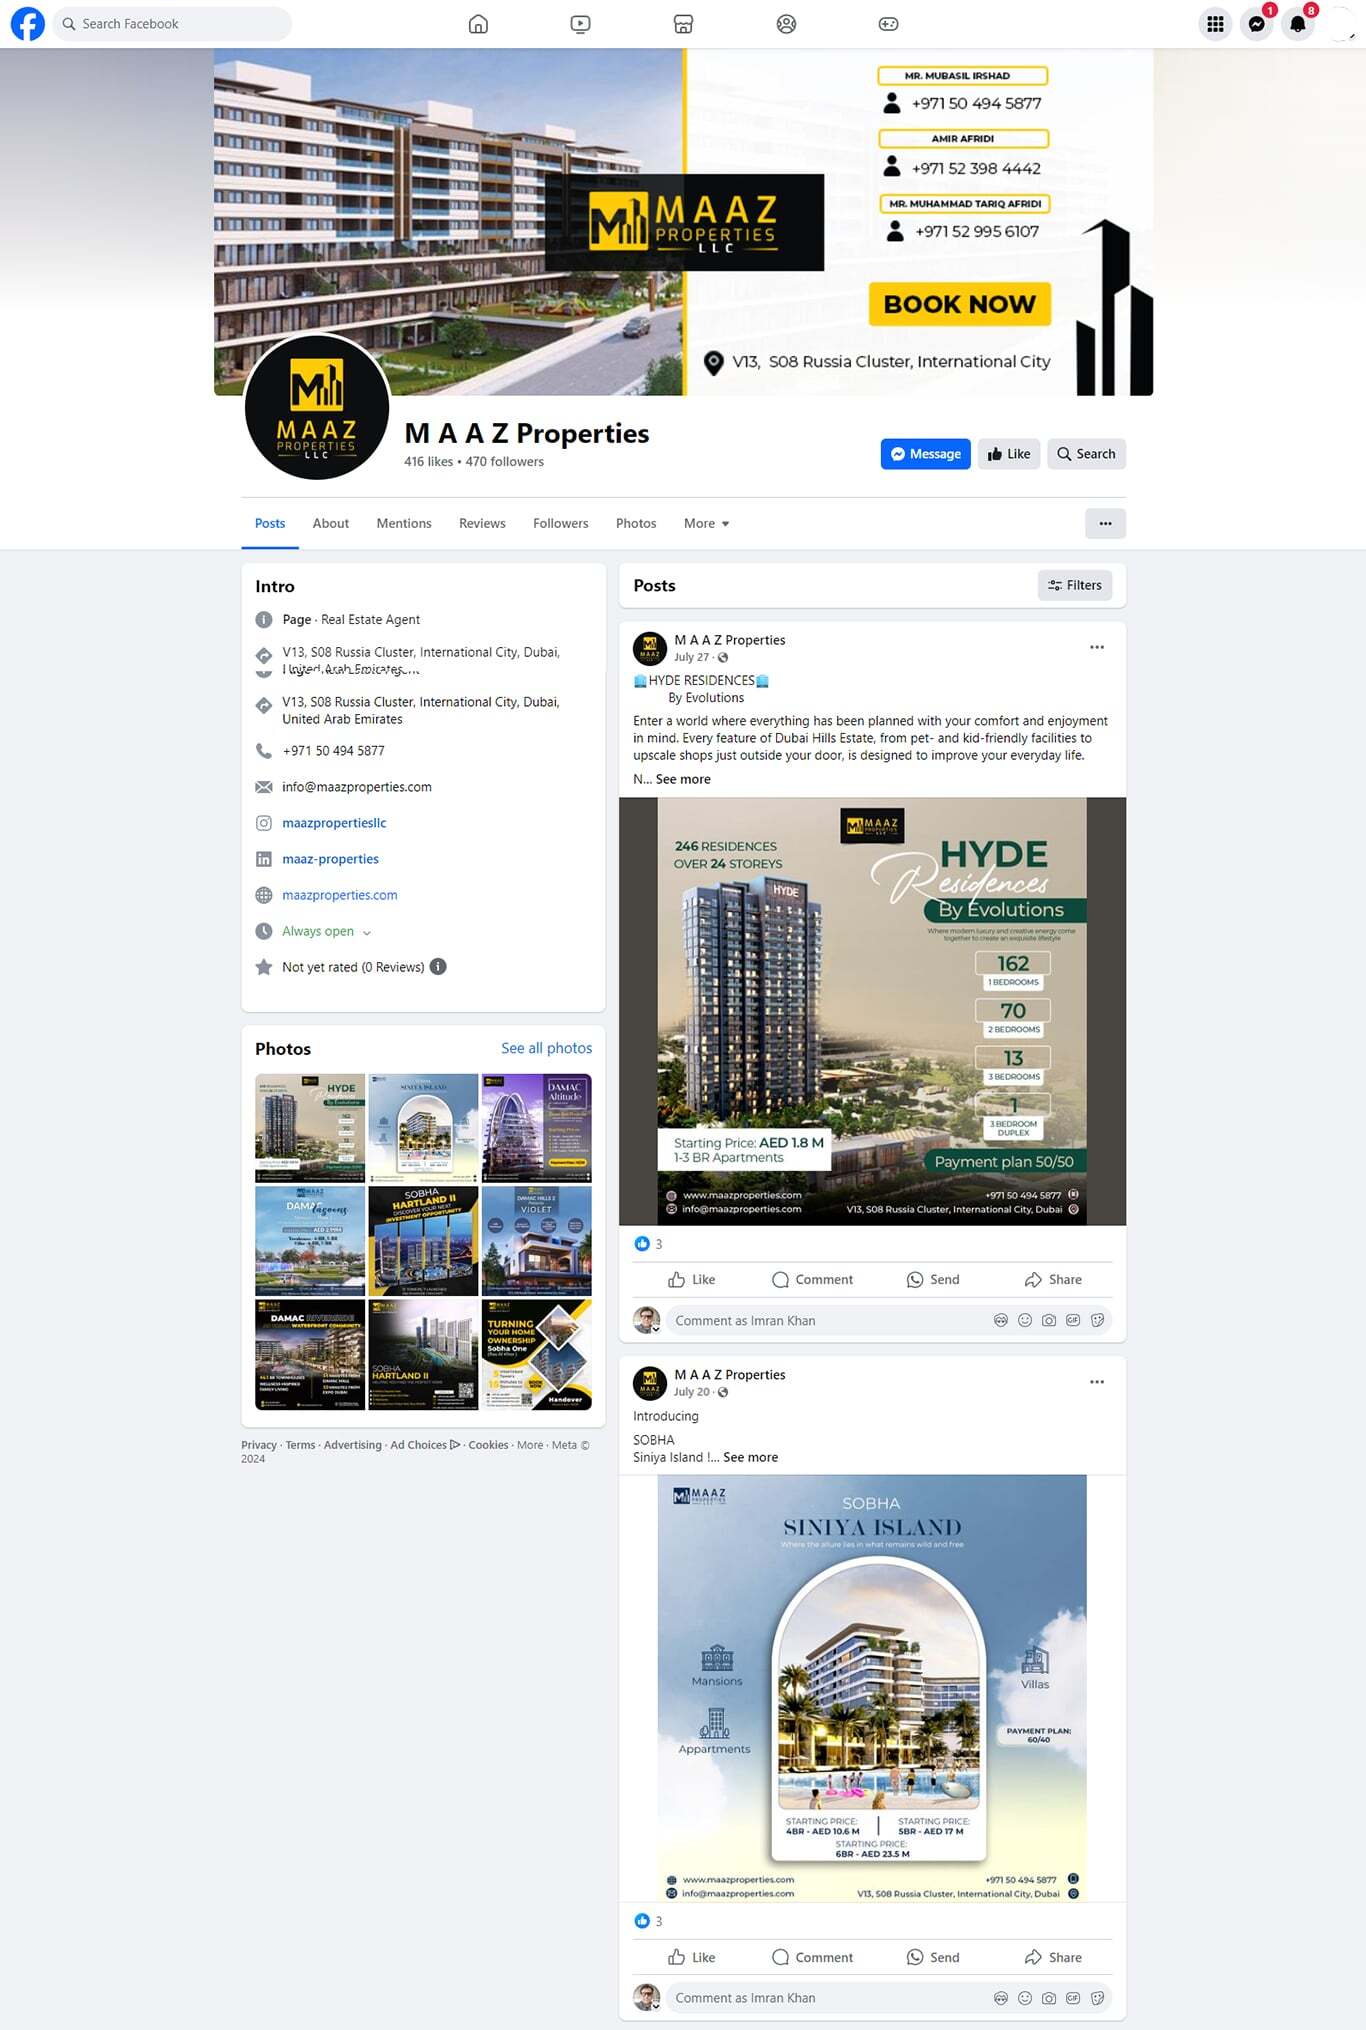 Search Facebook
1
8
MR. MUBASIL IRSHAD
+971 50 494 5877
AMIR AFRIDI
+971 52 398 4442
MR. MUHAMMAD TARIQ AFRIDI
+971 52 995 6107
MAAZ
PROPERTIES
LLC
BOOK NOW
V13, S08 Russia Cluster, International City
MAAZ
PROPERTIES
LLC
M A A Z Properties
416 likes • 470 followers
Message
Like
Search
Posts
About
Mentions
Reviews
Followers
Photos
More
Intro
Page · Real Estate Agent
V13, S08 Russia Cluster, International City, Dubai,
United Arab Emirates
V13, S08 Russia Cluster, International City, Dubai,
United Arab Emirates
+971 50 494 5877
info@maazproperties.com
maazpropertiesllc
maaz-properties
maazproperties.com
Always open
Not yet rated (0 Reviews)
Photos
See all photos
HYDE
By Evolutions
SINIYA ISLAND
DAMAC
Altitude
DAMAC
lagoons
SOBHA
HARTLAND II
DISCOVER YOUR NEXT
INVESTMENT OPPORTUNITY
DAMAC HILLS 2
VIOLET
DAMAC RIVERSIDE
WATERFRONT COMMUNITY
SOBHA
HARTLAND II
TURNING
YOUR HOME
OWNERSHIP
Sobha One
Handover
Privacy · Terms · Advertising · Ad Choices · Cookies · More · Meta ©
2024
Posts
Filters
M A A Z Properties
July 27 ·
HYDE RESIDENCES
By Evolutions
Enter a world where everything has been planned with your comfort and enjoyment
in mind. Every feature of Dubai Hills Estate, from pet- and kid-friendly facilities to
upscale shops just outside your door, is designed to improve your everyday life.
N... See more
MAAZ
PROPERTIES
LLC
246 RESIDENCES
OVER 24 STOREYS
HYDE
HYDE
Residences
By Evolutions
Where modern luxury and creative energy come
together to create an exquisite lifestyle
162
1 BEDROOMS
70
2 BEDROOMS
13
3 BEDROOMS
1
3 BEDROOM
DUPLEX
Starting Price: AED 1.8 M
1-3 BR Apartments
Payment plan 50/50
www.maazproperties.com
+971 50 494 5877
info@maazproperties.com
V13, S08 Russia Cluster, International City, Dubai
3
Like
Comment
Send
Share
Comment as Imran Khan
GIF
M A A Z Properties
July 20 ·
Introducing
SOBHA
Siniya Island !... See more
MAAZ
PROPERTIES
LLC
SOBHA
SINIYA ISLAND
Where the allure lies in what remains wild and free
Mansions
Villas
Appartments
PAYMENT PLAN:
60/40
STARTING PRICE:
4BR - AED 10.6 M
STARTING PRICE:
5BR - AED 17 M
STARTING PRICE:
6BR - AED 23.5 M
www.maazproperties.com
+971 50 494 5877
info@maazproperties.com
V13, S08 Russia Cluster, International City, Dubai
3
Like
Comment
Send
Share
Comment as Imran Khan
GIF